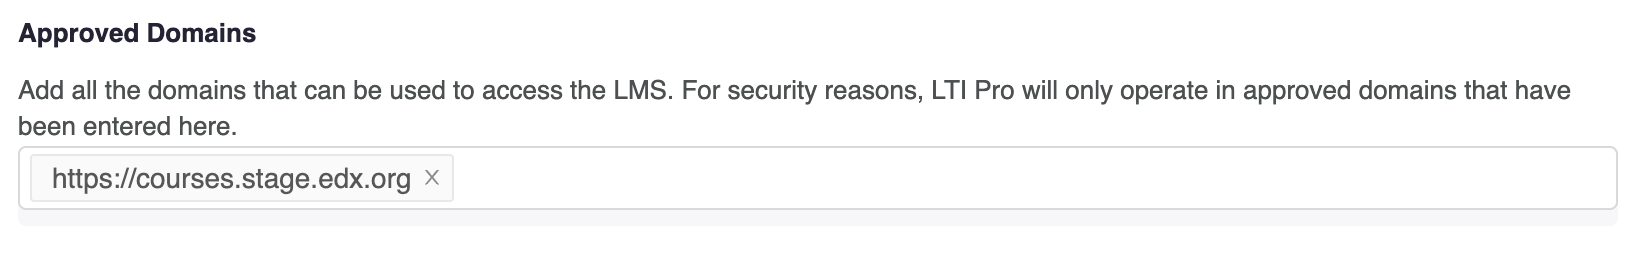 Approved Domains
Add all the domains that can be used to access the LMS. For security reasons, LTI Pro will only operate in approved domains that have
been entered here.
https://courses.stage.edx.org ×